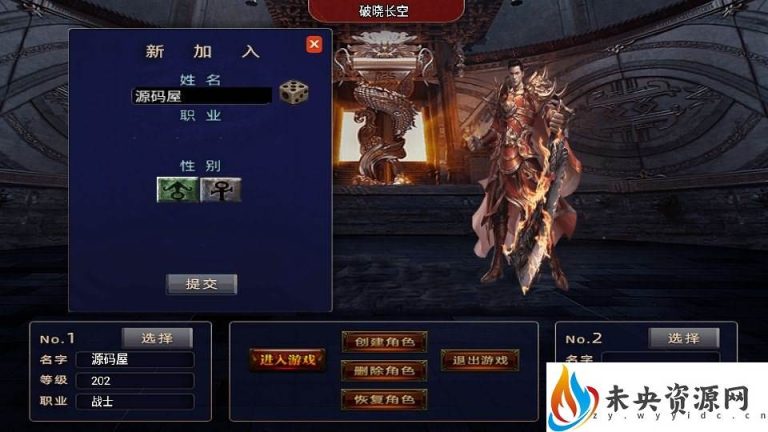 破晓长空
新 加 入
姓 名
源码屋
职 业
性 别
提交
No.1 选择
名字 源码屋
等级 202
职业 战士
进入游戏
创建角色
删除角色
恢复角色
退出游戏
No.2 选择
名字
未央资源网
zy.wyyidc.cn